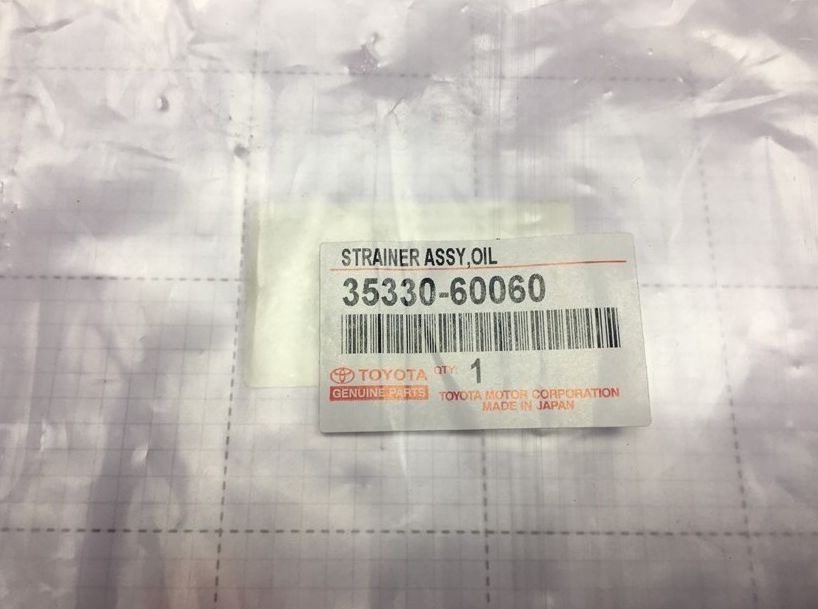 STRAINER ASSY,OIL
35330-60060
TOYOTA QTY: 1
GENUINE PARTS TOYOTA MOTOR CORPORATION
MADE IN JAPAN